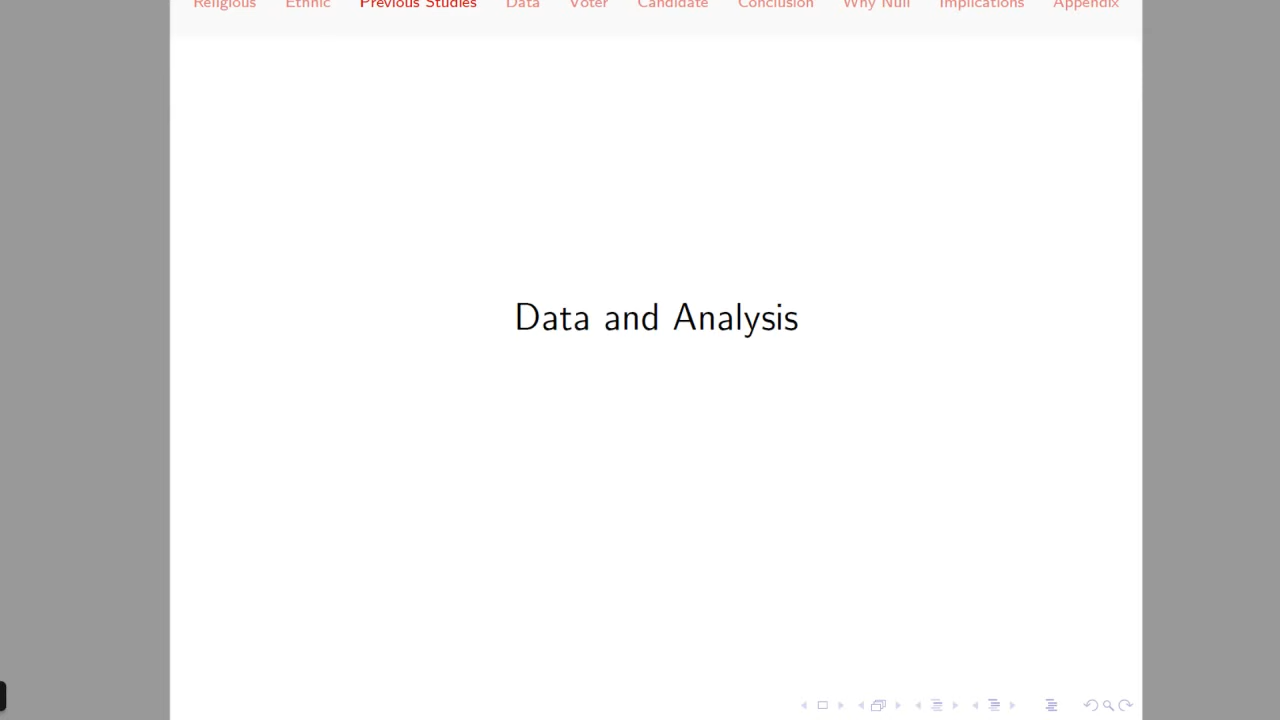 Religious Ethnic Previous Studies Data Voter Candidate Conclusion Why Null Implications Appendix
Data and Analysis